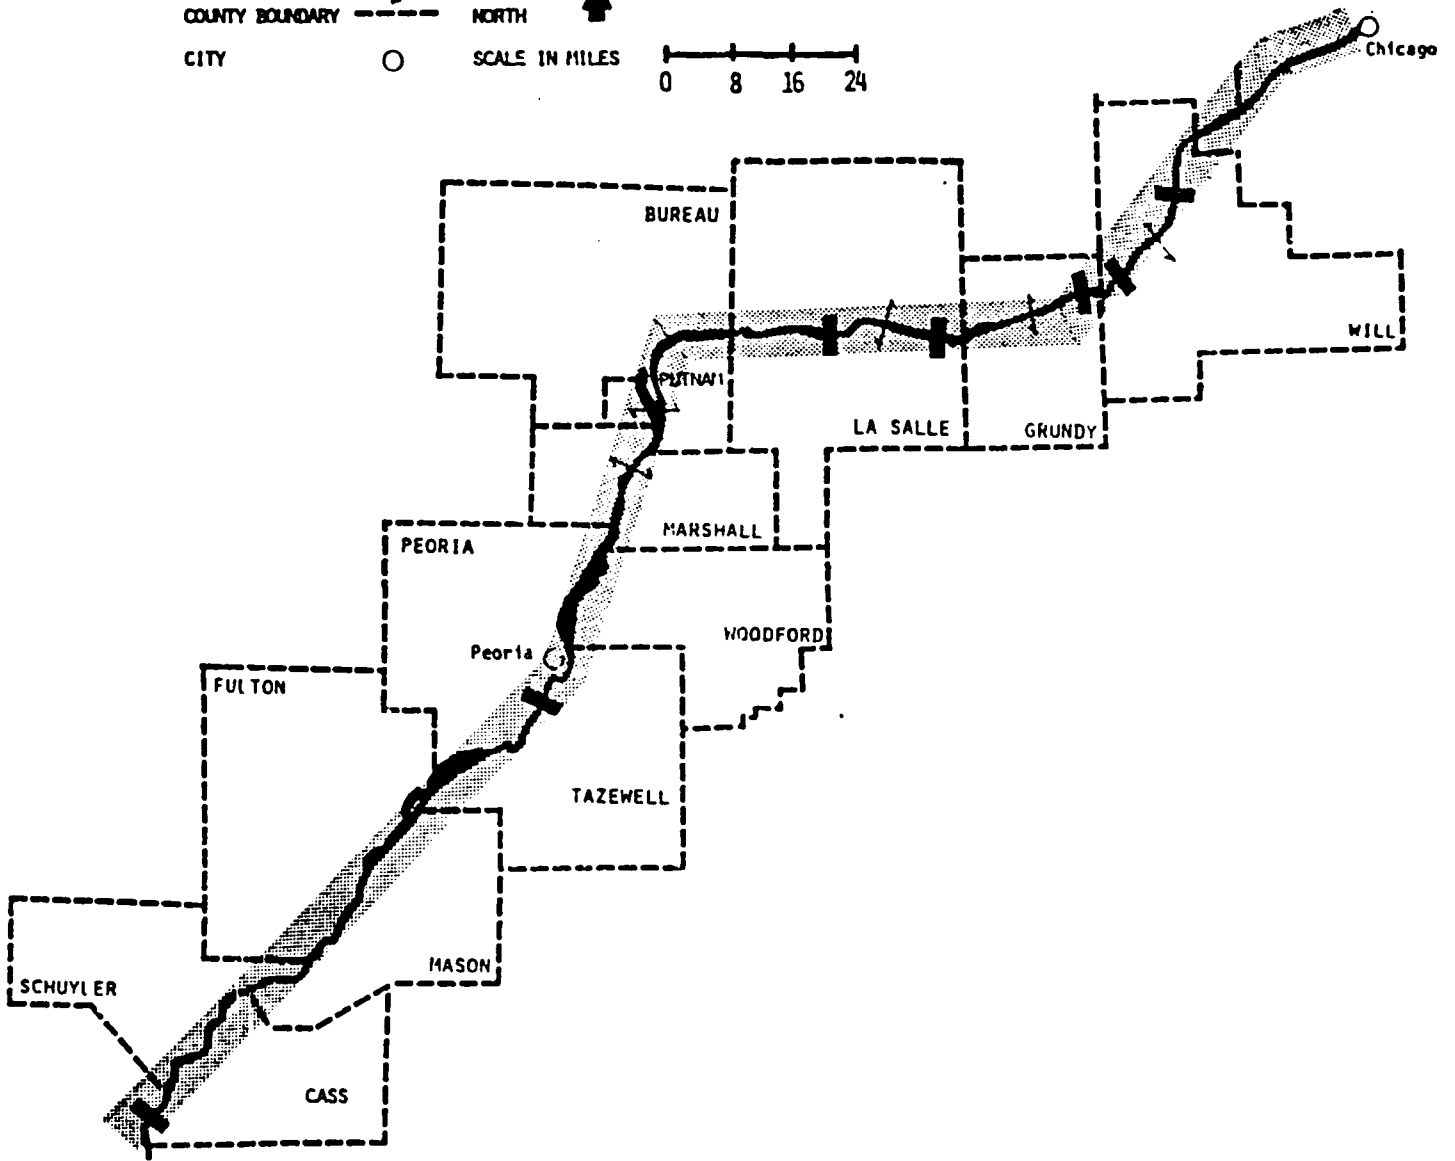 COUNTY BOUNDARY NORTH
CITY SCALE IN MILES
0 8 16 24
Chicago
BUREAU
WILL
PUTNAM
LA SALLE
GRUNDY
MARSHALL
PEORIA
WOODFORD
Peoria
FULTON
TAZEWELL
MASON
SCHUYLER
CASS